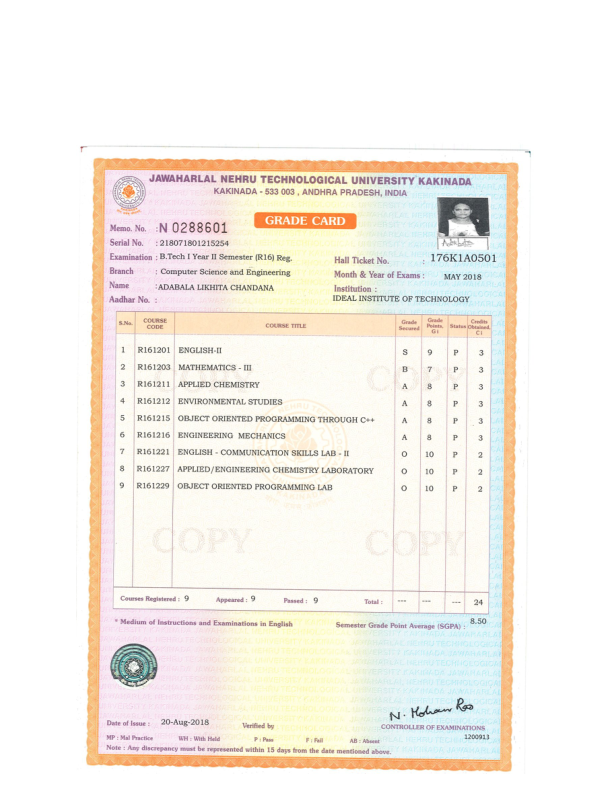 JAWAHARLAL NEHRU TECHNOLOGICAL UNIVERSITY KAKINADA
KAKINADA - 533 003 , ANDHRA PRADESH, INDIA
GRADE CARD
Memo. No. : N 0288601
Serial No. : 218071801215254
Examination : B.Tech I Year II Semester (R16) Reg.
Hall Ticket No. : 176K1A0501
Branch : Computer Science and Engineering
Month & Year of Exams : MAY 2018
Name : ADABALA LIKHITA CHANDANA
Institution :
Aadhar No. :
IDEAL INSTITUTE OF TECHNOLOGY
S.No. COURSE CODE COURSE TITLE Grade Secured Grade Points. G i Status Credits Obtained. C i
1 R161201 ENGLISH-II S 9 P 3
2 R161203 MATHEMATICS - III B 7 P 3
3 R161211 APPLIED CHEMISTRY A 8 P 3
4 R161212 ENVIRONMENTAL STUDIES A 8 P 3
5 R161215 OBJECT ORIENTED PROGRAMMING THROUGH C++ A 8 P 3
6 R161216 ENGINEERING MECHANICS A 8 P 3
7 R161221 ENGLISH - COMMUNICATION SKILLS LAB - II O 10 P 2
8 R161227 APPLIED/ENGINEERING CHEMISTRY LABORATORY O 10 P 2
9 R161229 OBJECT ORIENTED PROGRAMMING LAB O 10 P 2
COPY
COPY COPY
Courses Registered : 9 Appeared : 9 Passed : 9 Total : --- --- --- 24
* Medium of Instructions and Examinations in English
Semester Grade Point Average (SGPA) : 8.50
N. Mohan Rao
Date of Issue : 20-Aug-2018
Verified by
CONTROLLER OF EXAMINATIONS
1200913
MP : Mal Practice WH : With Held P : Pass F : Fail AB : Absent
Note : Any discrepancy must be represented within 15 days from the date mentioned above.